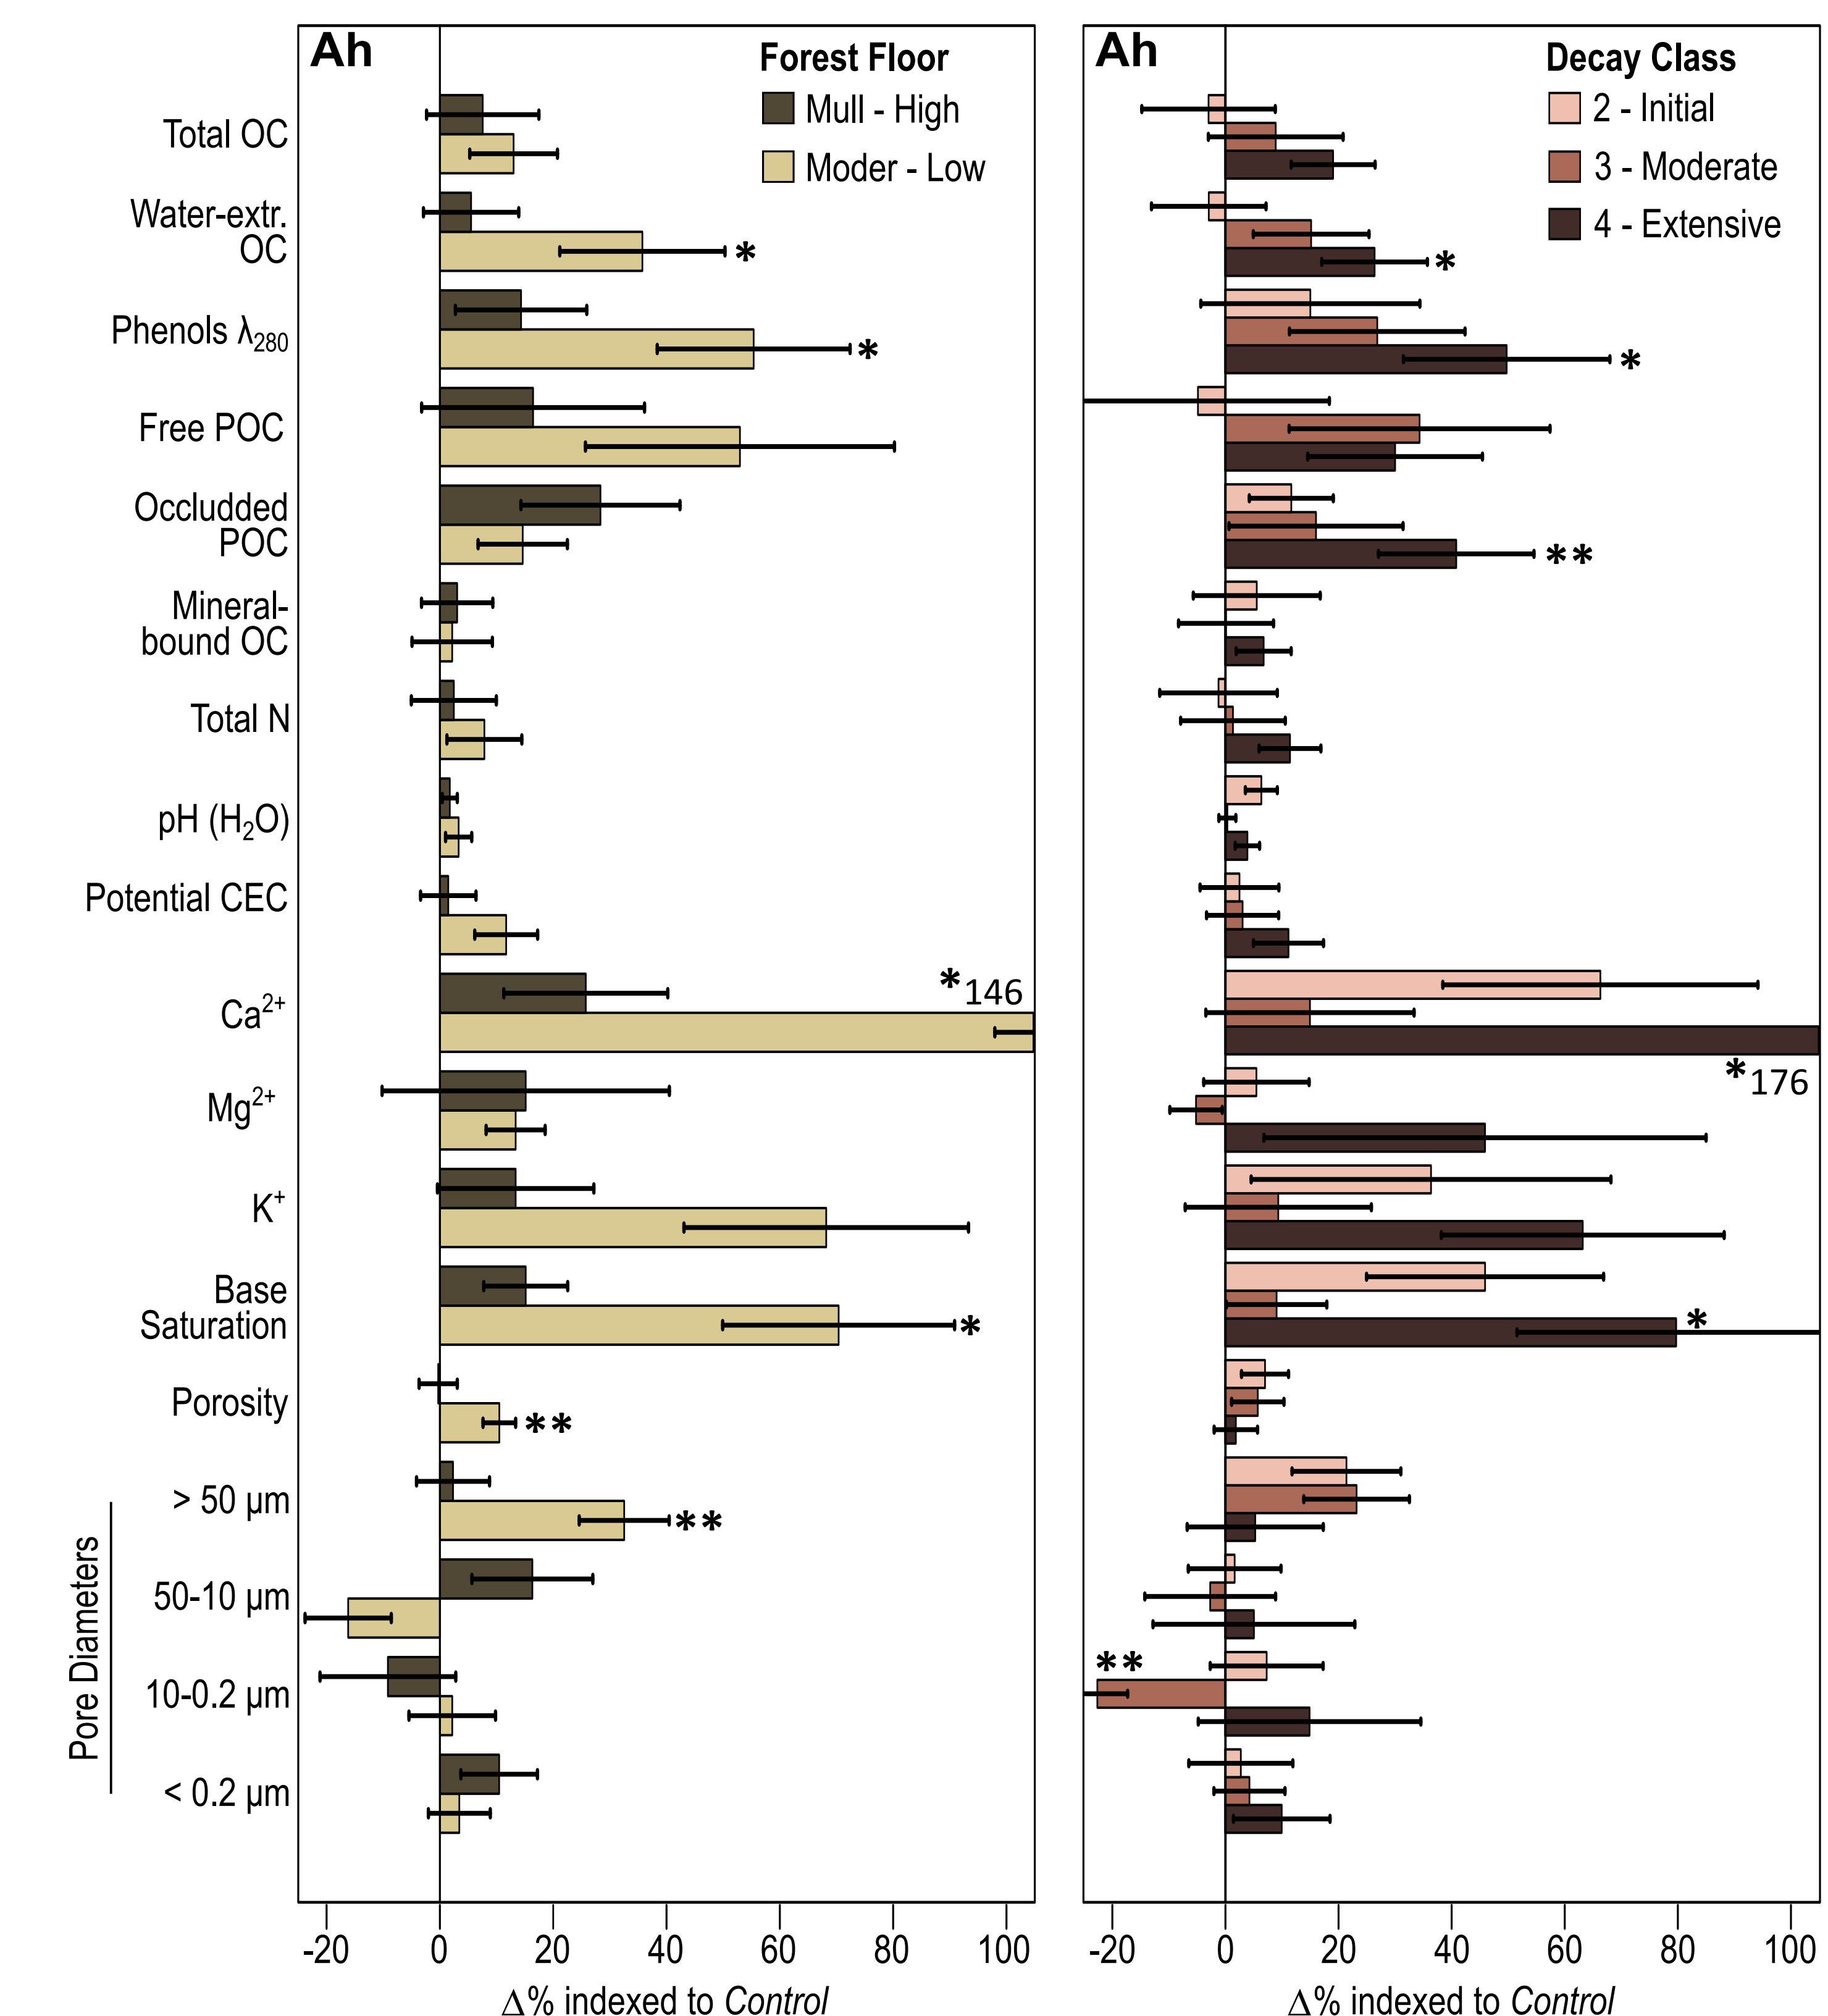 Ah
Forest Floor
Mull - High
Moder - Low
Ah
Decay Class
2 - Initial
3 - Moderate
4 - Extensive
Total OC
Water-extr.
OC
*
*
Phenols λ280
*
*
Free POC
Occludded
POC
**
Mineral-
bound OC
Total N
pH (H2O)
Potential CEC
Ca2+
*146
*176
Mg2+
K+
Base
Saturation
*
*
Porosity
**
Pore Diameters
> 50 µm
**
50-10 µm
10-0.2 µm
**
< 0.2 µm
-20 0 20 40 60 80 100
-20 0 20 40 60 80 100
Δ% indexed to Control
Δ% indexed to Control